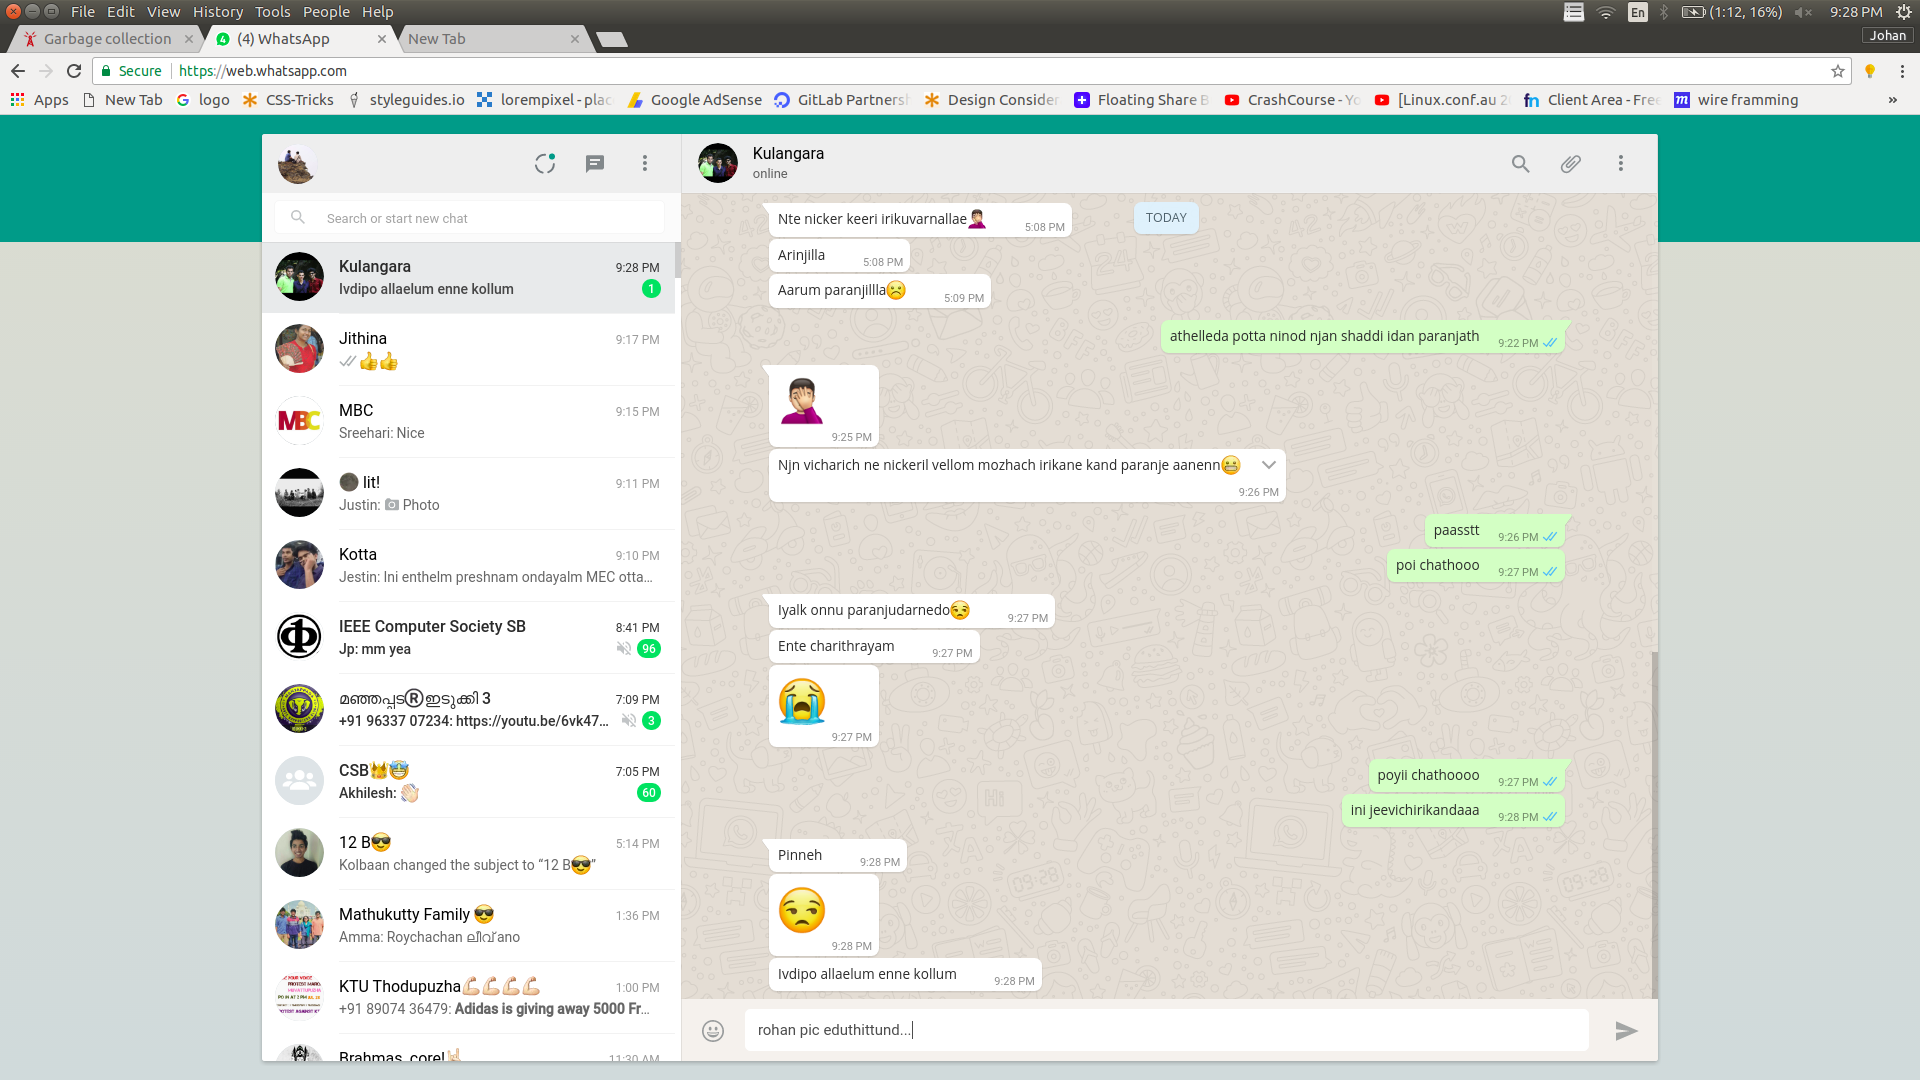 File Edit View History Tools People Help
En (1:12, 16%) 9:28 PM
Garbage collection (4) WhatsApp New Tab Johan
Secure https://web.whatsapp.com
Apps New Tab logo CSS-Tricks styleguides.io lorempixel - plac Google AdSense GitLab Partners Design Consider Floating Share B CrashCourse - Yo [Linux.conf.au 2 Client Area - Free wire framming »
Search or start new chat
Kulangara 9:28 PM
Ivdipo allaelum enne kollum 1
Jithina 9:17 PM
👍👍
MBC 9:15 PM
MBC
Sreehari: Nice
🌑 lit! 9:11 PM
Justin: Photo
Kotta 9:10 PM
Jestin: Ini enthelm preshnam ondayalm MEC otta...
IEEE Computer Society SB 8:41 PM
Jp: mm yea 96
മഞ്ഞപ്പട®ഇടുക്കി 3 7:09 PM
+91 96337 07234: https://youtu.be/6vk47... 3
CSB👑🤩 7:05 PM
Akhilesh: 👋🏻 60
12 B😎 5:14 PM
Kolbaan changed the subject to “12 B😎”
Mathukutty Family 😎 1:36 PM
Amma: Roychachan ലീവ് ano
KTU Thodupuzha💪🏻💪🏻💪🏻💪🏻 1:00 PM
+91 89074 36479: Adidas is giving away 5000 Fr...
Brahmas_core!🤘🏻 11:30 AM
Kulangara
online
TODAY
Nte nicker keeri irikuvarnallae🤦🏻‍♂️ 5:08 PM
Arinjilla 5:08 PM
Aarum paranjillla☹️ 5:09 PM
athelleda potta ninod njan shaddi idan paranjath 9:22 PM
🤦🏻‍♂️ 9:25 PM
Njn vicharich ne nickeril vellom mozhach irikane kand paranje aanenn😬
9:26 PM
paasstt 9:26 PM
poi chathooo 9:27 PM
Iyalk onnu paranjudarnedo😒 9:27 PM
Ente charithrayam 9:27 PM
😭 9:27 PM
poyii chathoooo 9:27 PM
ini jeevichirikandaaa 9:28 PM
Pinneh 9:28 PM
😒 9:28 PM
Ivdipo allaelum enne kollum 9:28 PM
rohan pic eduthittund...